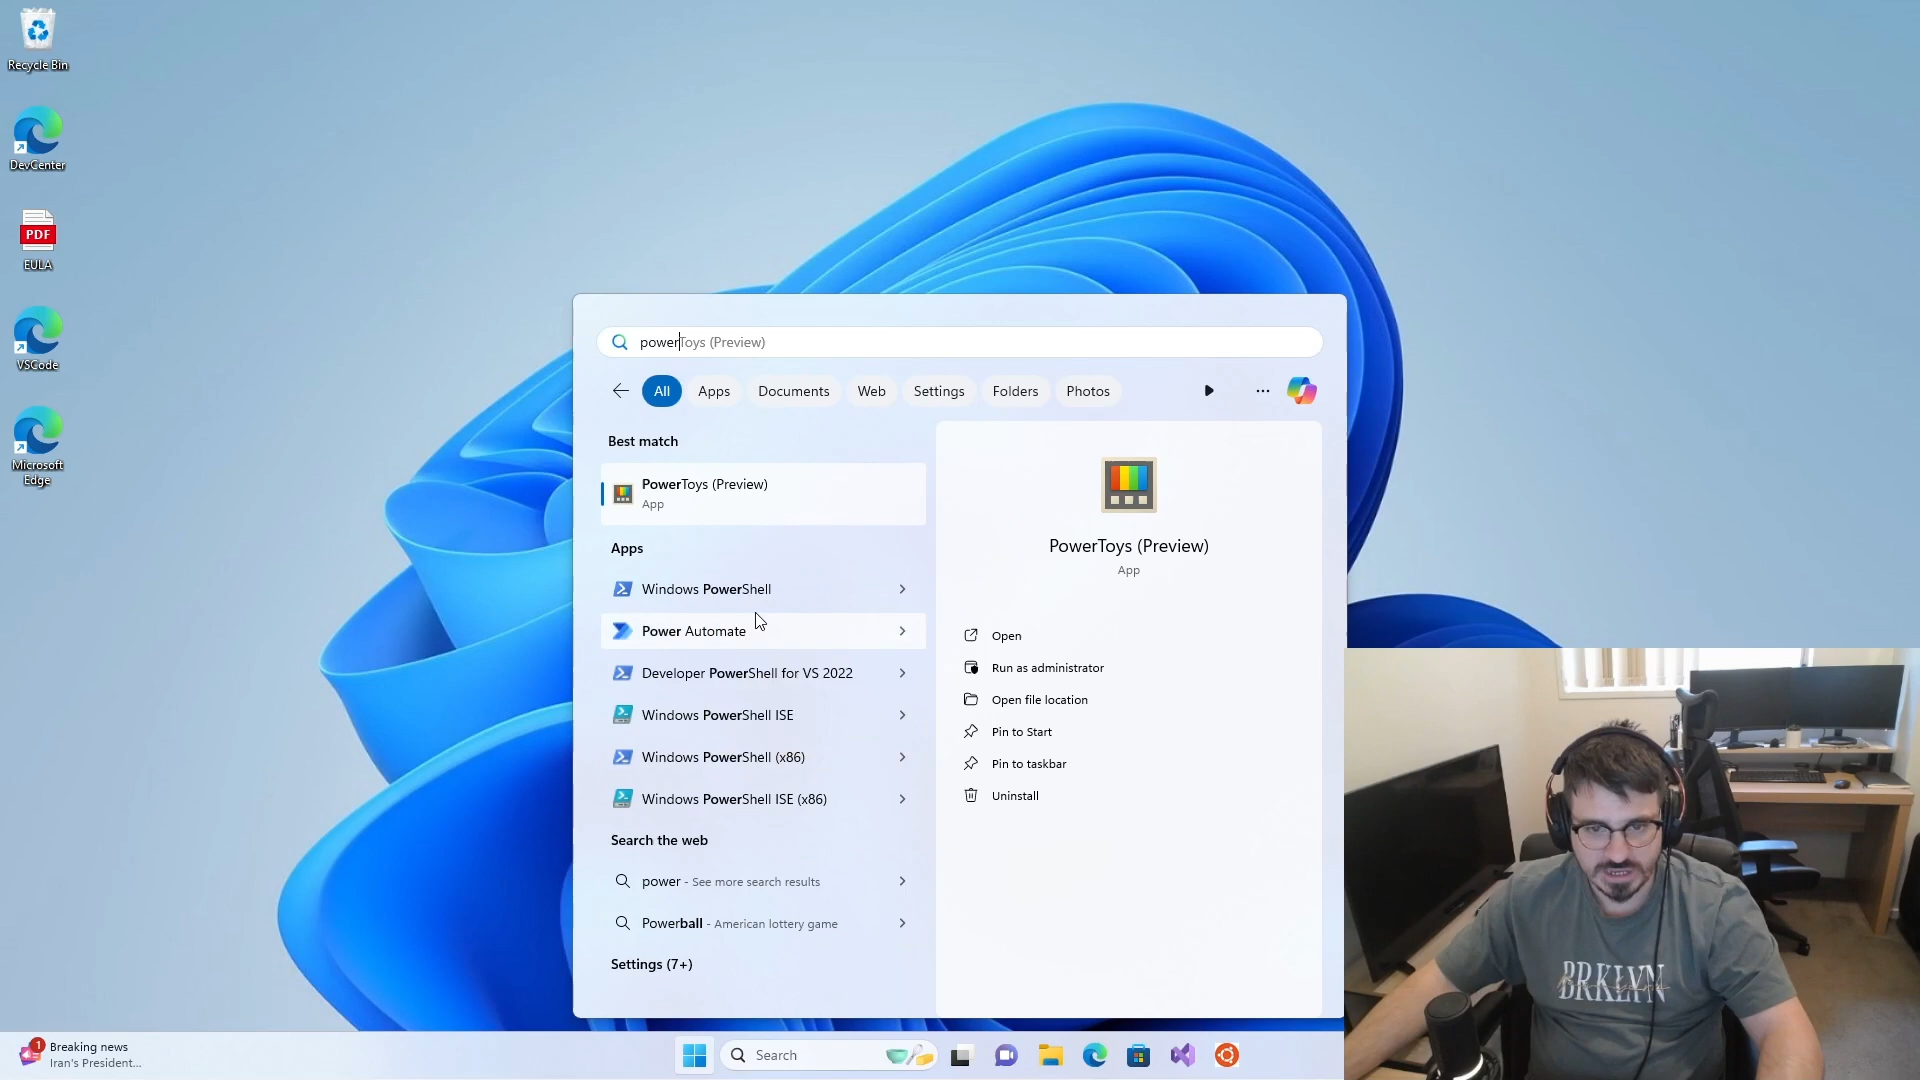 Recycle Bin
DevCenter
PDF
EULA
VSCode
Microsoft
Edge
powerToys (Preview)
All
Apps
Documents
Web
Settings
Folders
Photos
Best match
PowerToys (Preview)
App
Apps
Windows PowerShell
Power Automate
Developer PowerShell for VS 2022
Windows PowerShell ISE
Windows PowerShell (x86)
Windows PowerShell ISE (x86)
Search the web
power - See more search results
Powerball - American lottery game
Settings (7+)
PowerToys (Preview)
App
Open
Run as administrator
Open file location
Pin to Start
Pin to taskbar
Uninstall
BRKLYN
1
Breaking news
Iran's President...
Search